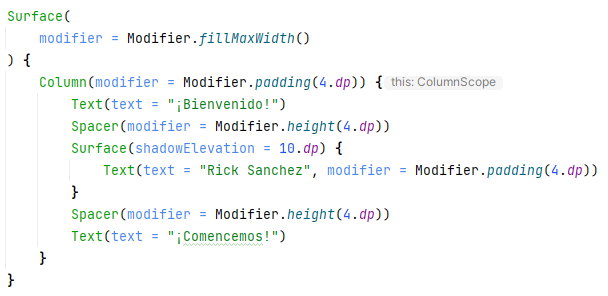 Surface(
    modifier = Modifier.fillMaxWidth()
) {
    Column(modifier = Modifier.padding(4.dp)) { this: ColumnScope
        Text(text = "¡Bienvenido!")
        Spacer(modifier = Modifier.height(4.dp))
        Surface(shadowElevation = 10.dp) {
            Text(text = "Rick Sanchez", modifier = Modifier.padding(4.dp))
        }
        Spacer(modifier = Modifier.height(4.dp))
        Text(text = "¡Comencemos!")
    }
}